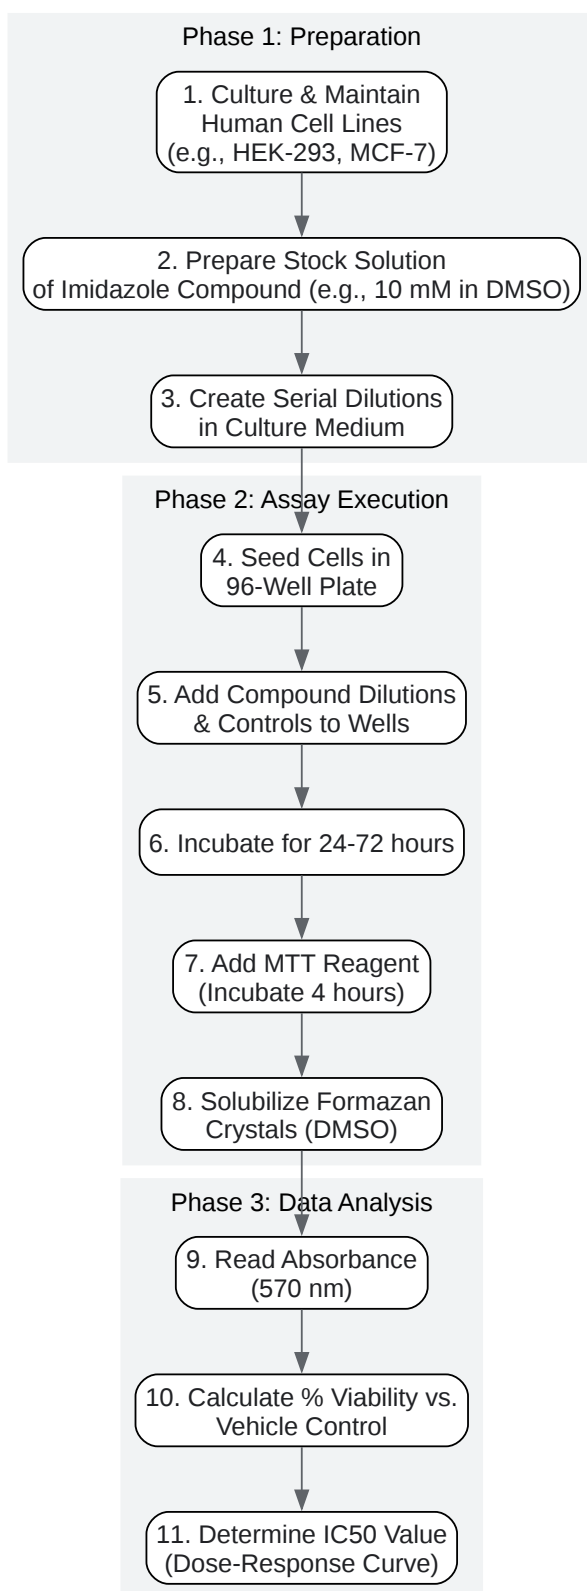 Phase 1: Preparation
1. Culture & Maintain
Human Cell Lines
(e.g., HEK-293, MCF-7)
2. Prepare Stock Solution
of Imidazole Compound (e.g., 10 mM in DMSO)
3. Create Serial Dilutions
in Culture Medium
Phase 2: Assay Execution
4. Seed Cells in
96-Well Plate
5. Add Compound Dilutions
& Controls to Wells
6. Incubate for 24-72 hours
7. Add MTT Reagent
(Incubate 4 hours)
8. Solubilize Formazan
Crystals (DMSO)
Phase 3: Data Analysis
9. Read Absorbance
(570 nm)
10. Calculate % Viability vs.
Vehicle Control
11. Determine IC50 Value
(Dose-Response Curve)